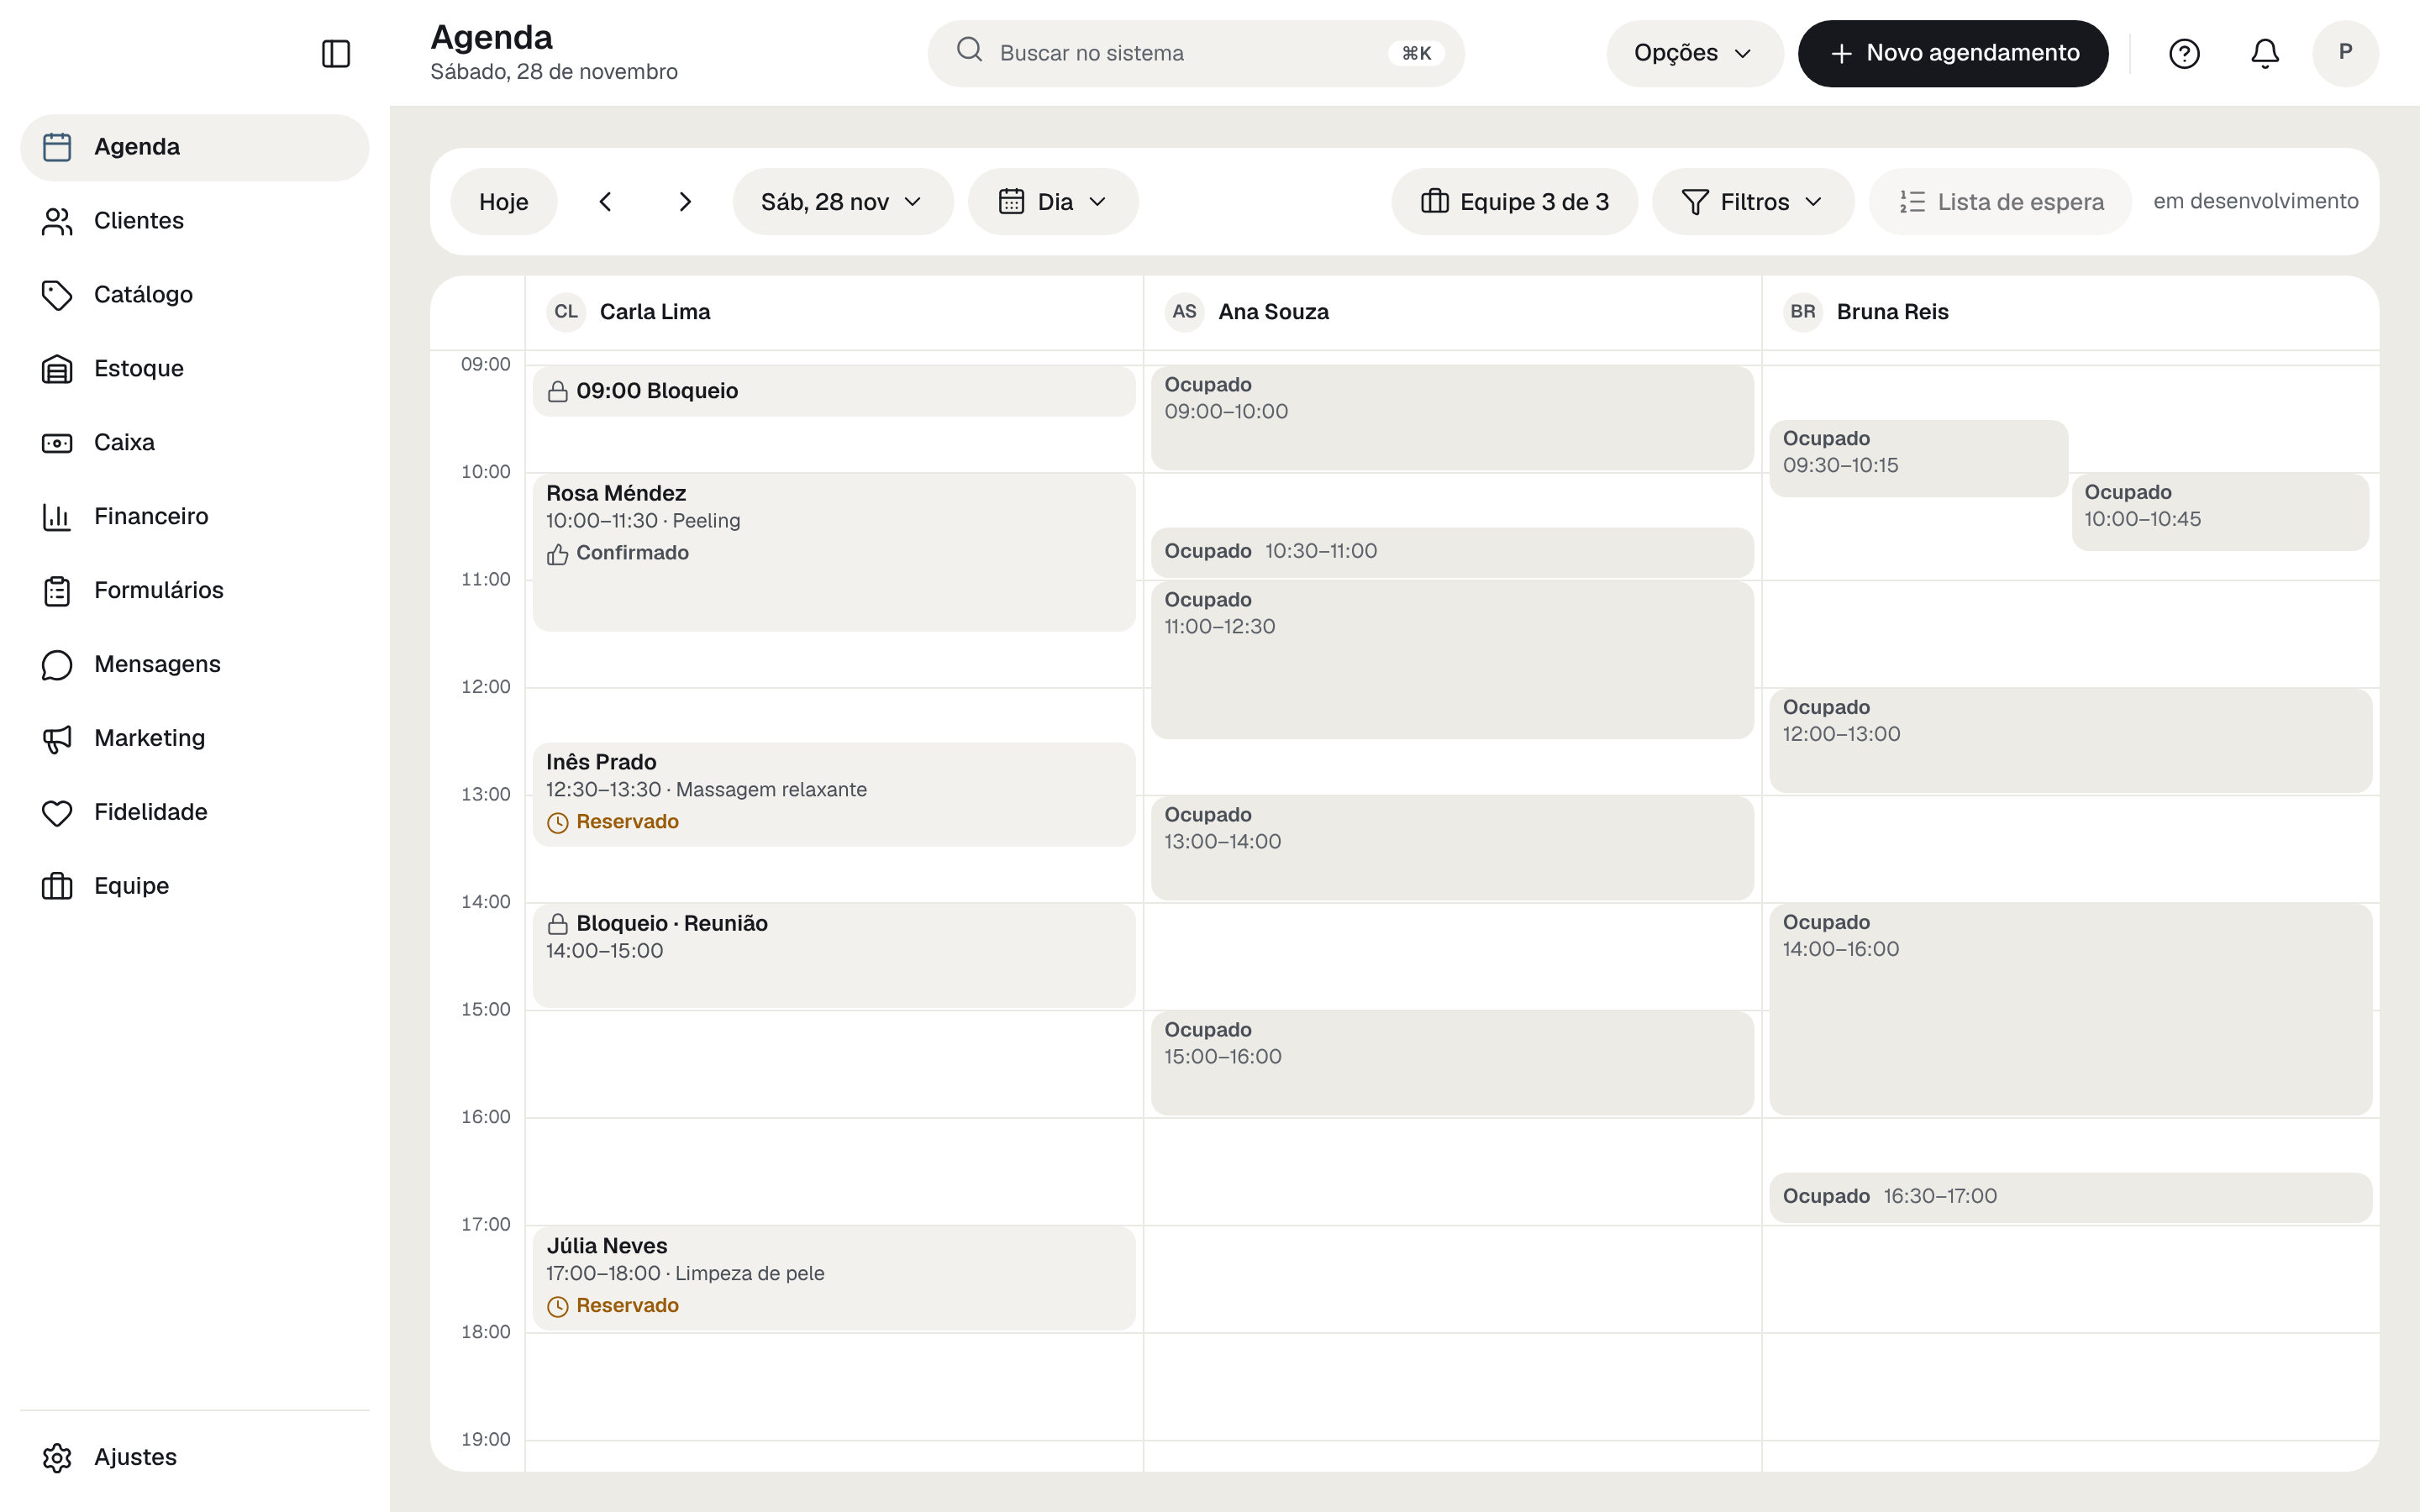 Agenda
Sábado, 28 de novembro
Buscar no sistema
⌘K
Opções
Novo agendamento
P
Agenda
Clientes
Catálogo
Estoque
Caixa
Financeiro
Formulários
Mensagens
Marketing
Fidelidade
Equipe
Ajustes
Hoje
Sáb, 28 nov
Dia
Equipe 3 de 3
Filtros
Lista de espera
em desenvolvimento
CL Carla Lima
AS Ana Souza
BR Bruna Reis
09:00
10:00
11:00
12:00
13:00
14:00
15:00
16:00
17:00
18:00
19:00
09:00 Bloqueio
Rosa Méndez
10:00–11:30 · Peeling
Confirmado
Inês Prado
12:30–13:30 · Massagem relaxante
Reservado
Bloqueio · Reunião
14:00–15:00
Júlia Neves
17:00–18:00 · Limpeza de pele
Reservado
Ocupado
09:00–10:00
Ocupado 10:30–11:00
Ocupado
11:00–12:30
Ocupado
13:00–14:00
Ocupado
15:00–16:00
Ocupado
09:30–10:15
Ocupado
10:00–10:45
Ocupado
12:00–13:00
Ocupado
14:00–16:00
Ocupado 16:30–17:00